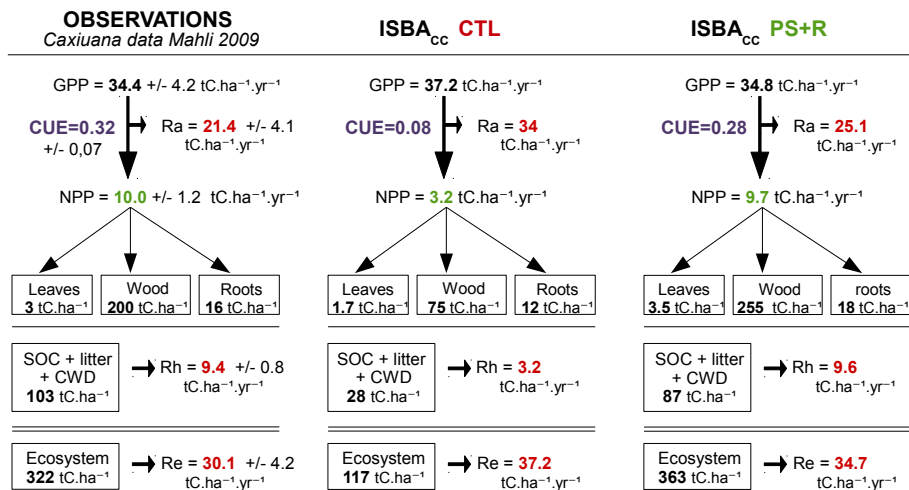 OBSERVATIONS
Caxiuana data Mahli 2009
GPP = 34.4 +/- 4.2 tC.ha⁻¹.yr⁻¹
CUE=0.32
+/- 0,07
Ra = 21.4 +/- 4.1
tC.ha⁻¹.yr⁻¹
NPP = 10.0 +/- 1.2 tC.ha⁻¹.yr⁻¹
Leaves
3 tC.ha⁻¹
Wood
200 tC.ha⁻¹
Roots
16 tC.ha⁻¹
SOC + litter
+ CWD
103 tC.ha⁻¹
Rh = 9.4 +/- 0.8
tC.ha⁻¹.yr⁻¹
Ecosystem
322 tC.ha⁻¹
Re = 30.1 +/- 4.2
tC.ha⁻¹.yr⁻¹
ISBACC CTL
GPP = 37.2 tC.ha⁻¹.yr⁻¹
CUE=0.08
Ra = 34
tC.ha⁻¹.yr⁻¹
NPP = 3.2 tC.ha⁻¹.yr⁻¹
Leaves
1.7 tC.ha⁻¹
Wood
75 tC.ha⁻¹
Roots
12 tC.ha⁻¹
SOC + litter
+ CWD
28 tC.ha⁻¹
Rh = 3.2
tC.ha⁻¹.yr⁻¹
Ecosystem
117 tC.ha⁻¹
Re = 37.2
tC.ha⁻¹.yr⁻¹
ISBACC PS+R
GPP = 34.8 tC.ha⁻¹.yr⁻¹
CUE=0.28
Ra = 25.1
tC.ha⁻¹.yr⁻¹
NPP = 9.7 tC.ha⁻¹.yr⁻¹
Leaves
3.5 tC.ha⁻¹
Wood
255 tC.ha⁻¹
roots
18 tC.ha⁻¹
SOC + litter
+ CWD
87 tC.ha⁻¹
Rh = 9.6
tC.ha⁻¹.yr⁻¹
Ecosystem
363 tC.ha⁻¹
Re = 34.7
tC.ha⁻¹.yr⁻¹